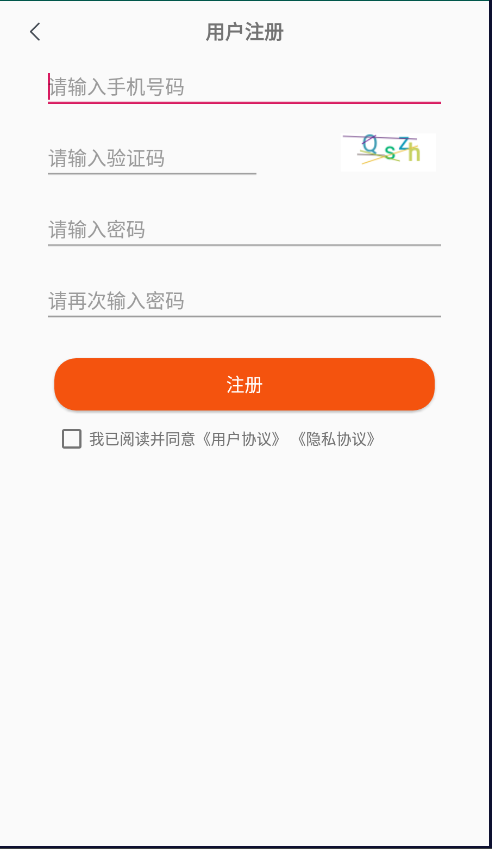 用户注册
请输入手机号码
请输入验证码
Qszh
请输入密码
请再次输入密码
注册
我已阅读并同意《用户协议》 《隐私协议》